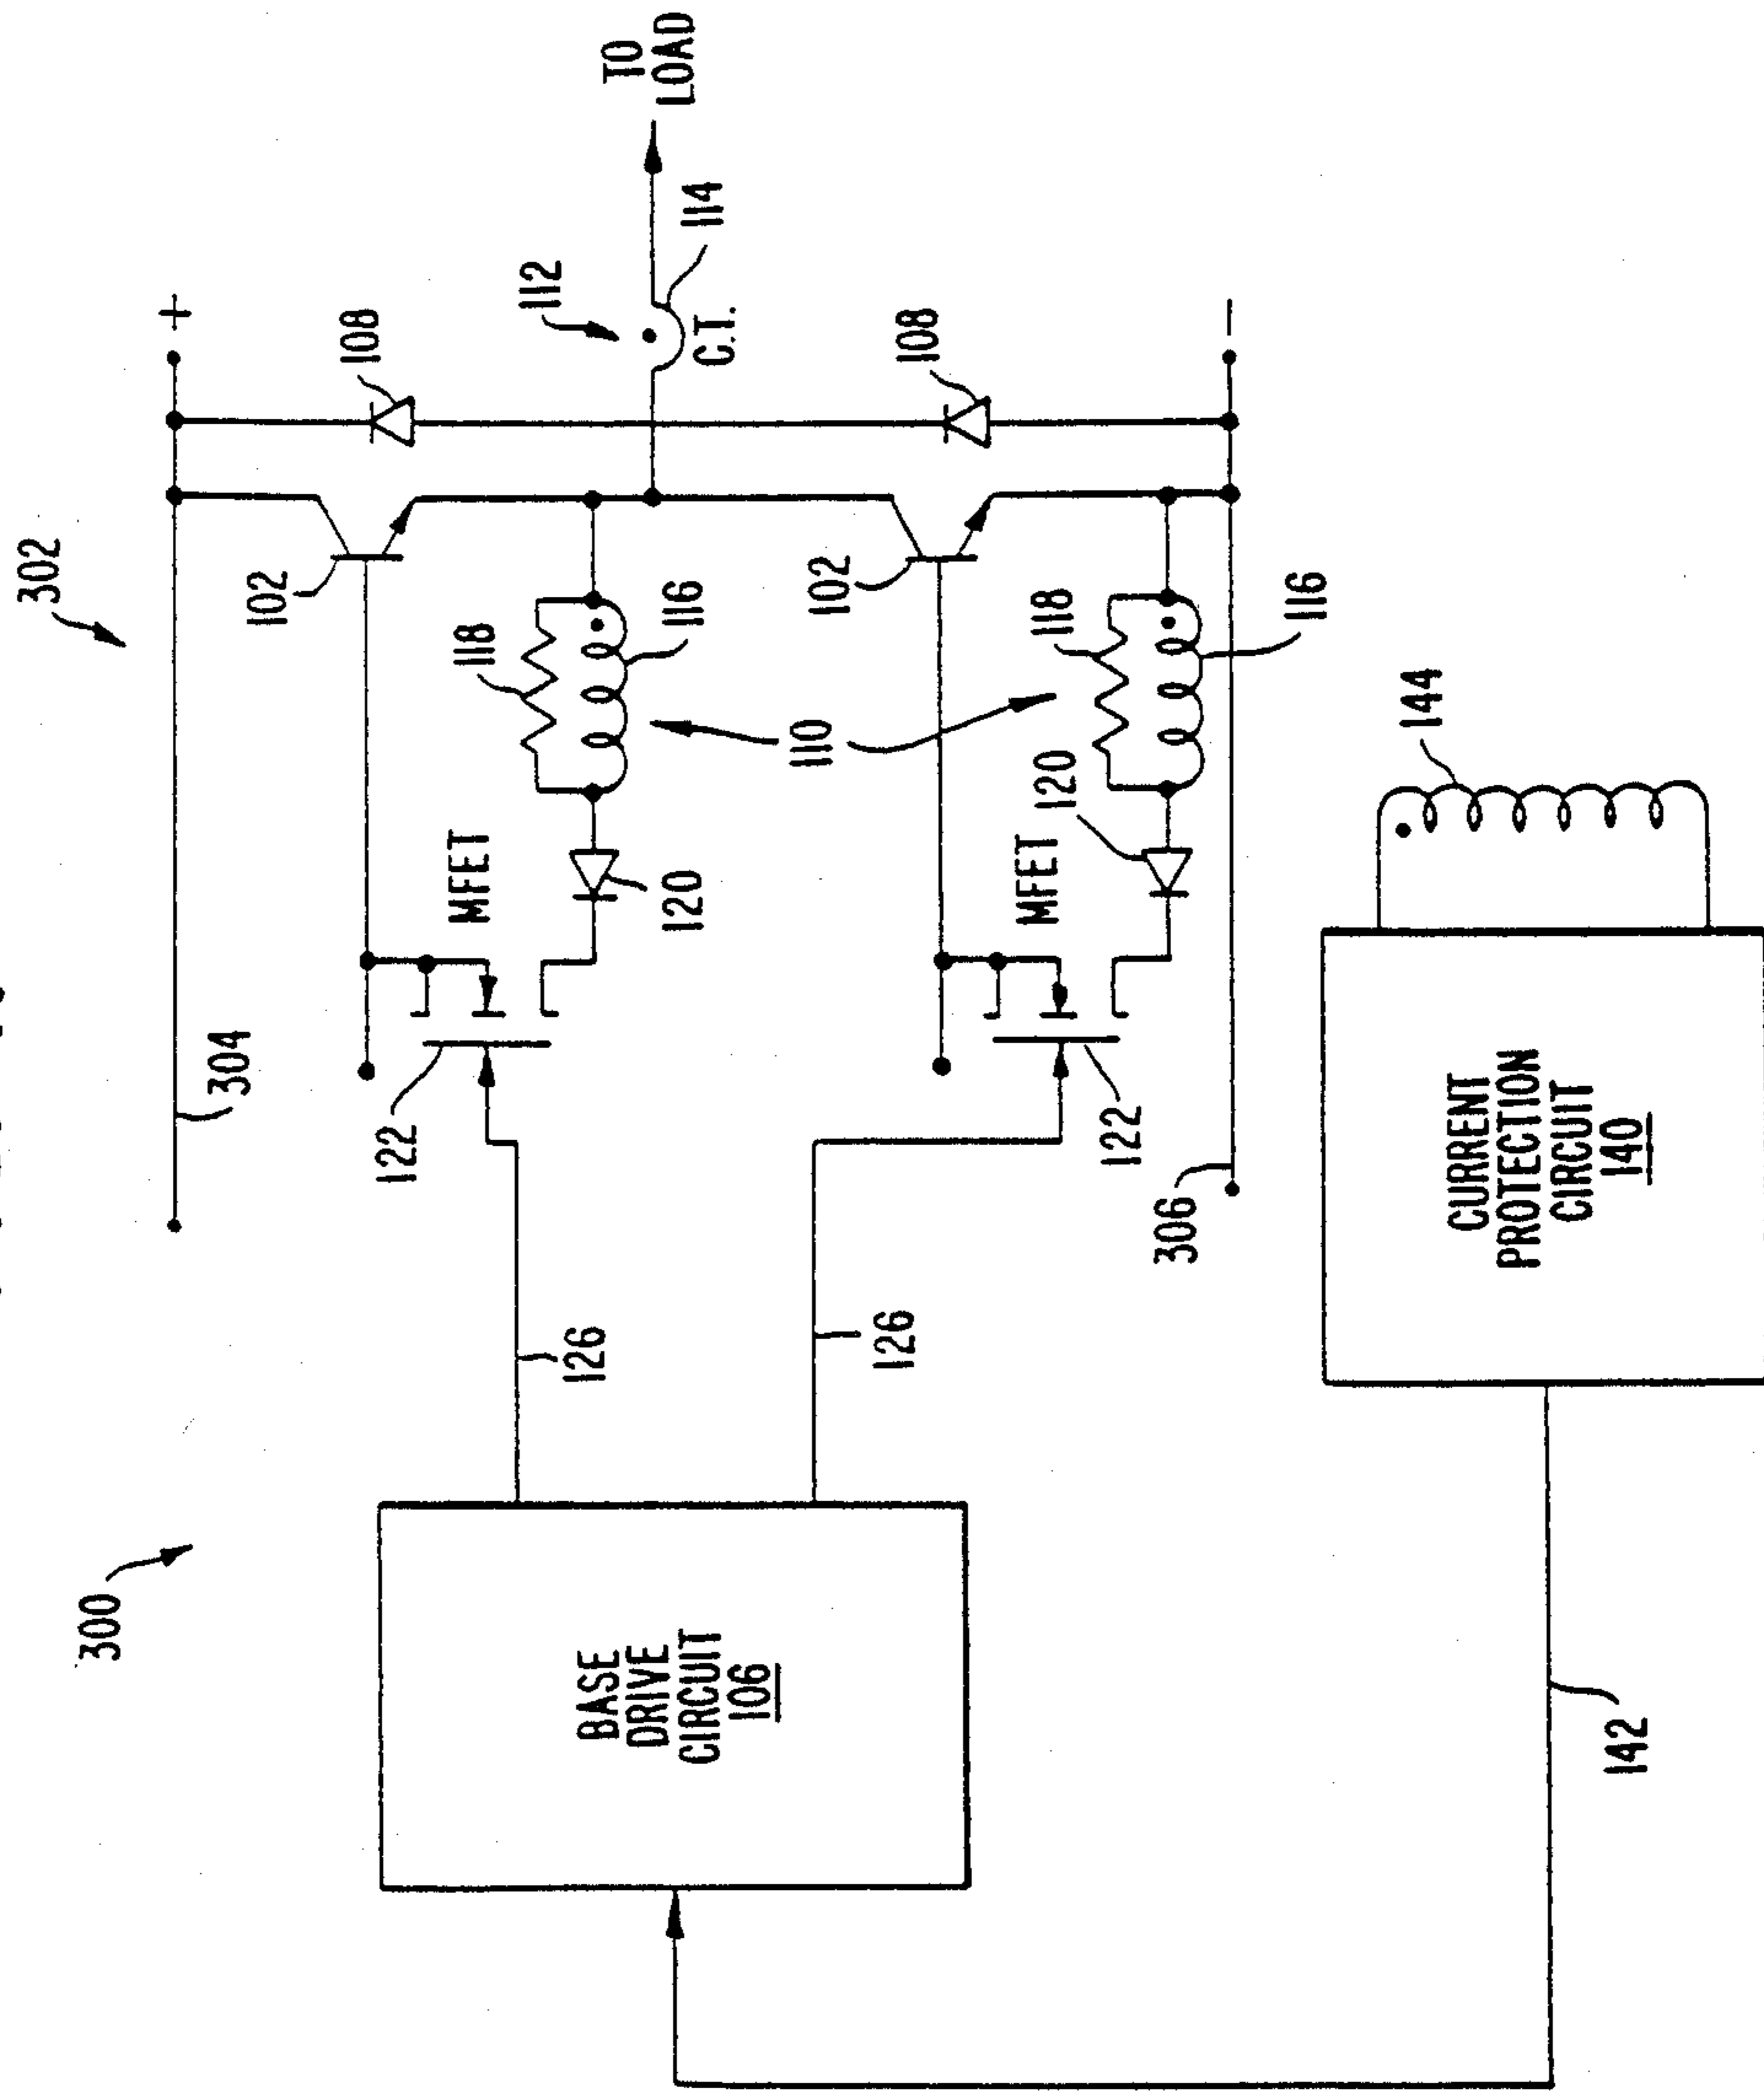 302
304
+
102
108
118
116
MFET
120
122
112
114
C.T.
TO
LOAD
110
300
126
126
BASE
DRIVE
CIRCUIT
106
102
108
118
116
MFET
120
122
306
-
144
CURRENT
PROTECTION
CIRCUIT
140
142